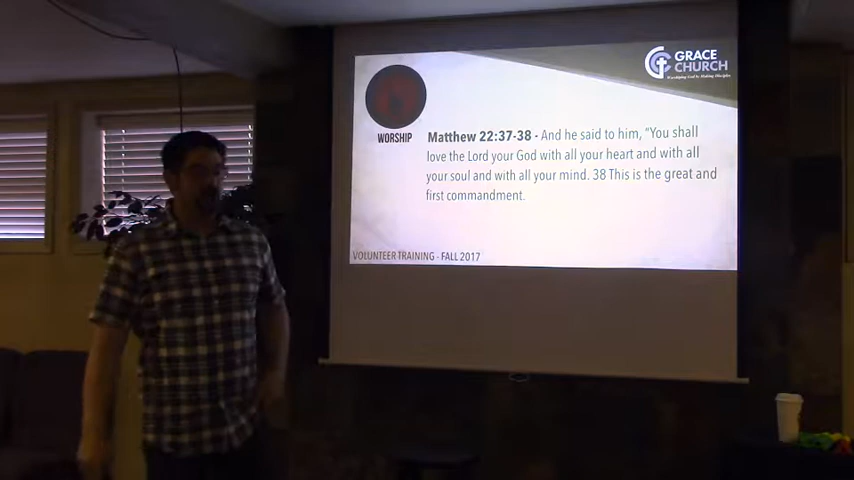 GRACE
CHURCH
WORSHIP
Matthew 22:37-38 - And he said to him, "You shall
love the Lord your God with all your heart and with all
your soul and with all your mind. 38 This is the great and
first commandment.
VOLUNTEER TRAINING - FALL 2017